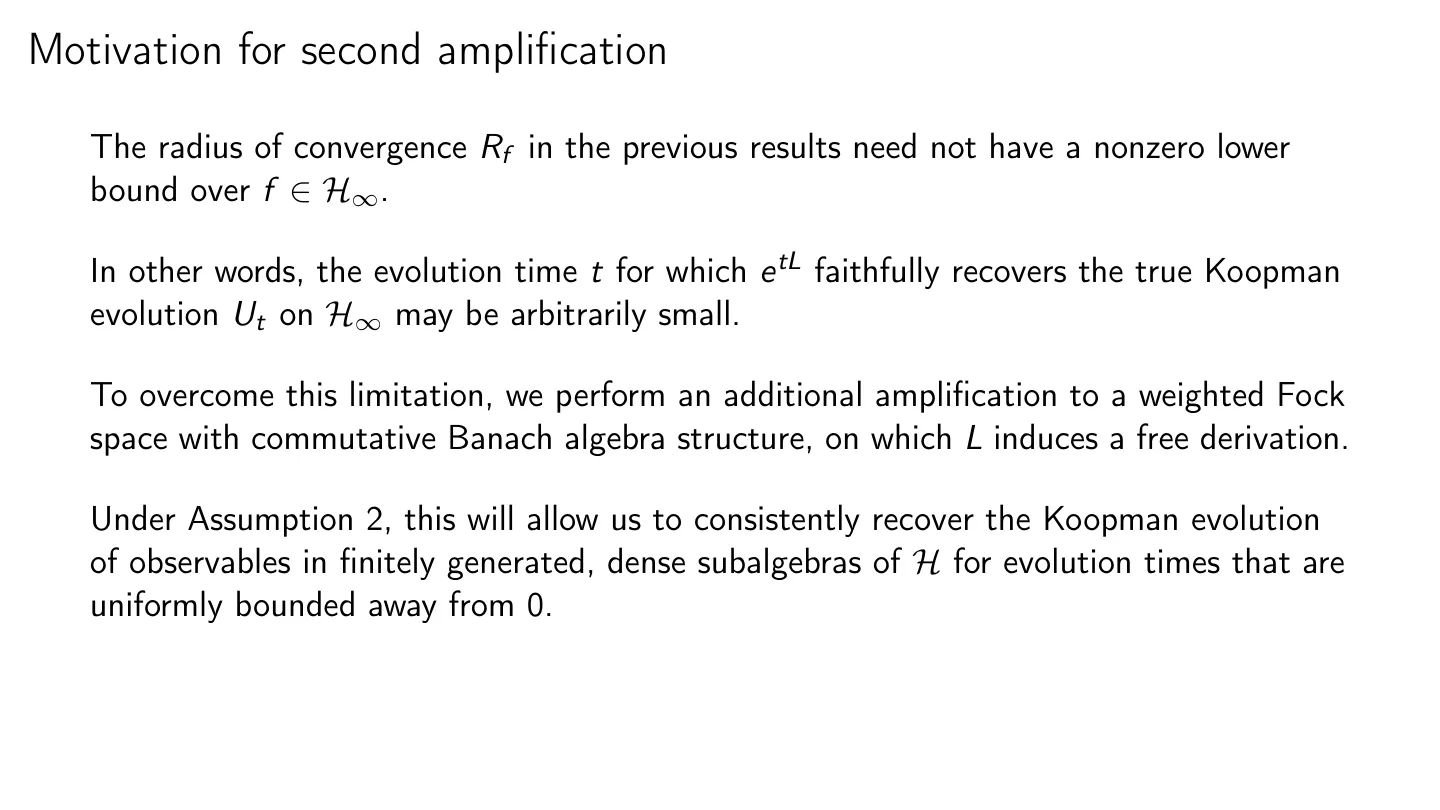 Motivation for second amplification
The radius of convergence R_f in the previous results need not have a nonzero lower
bound over f ∈ ℋ_∞.
In other words, the evolution time t for which e^{tL} faithfully recovers the true Koopman
evolution U_t on ℋ_∞ may be arbitrarily small.
To overcome this limitation, we perform an additional amplification to a weighted Fock
space with commutative Banach algebra structure, on which L induces a free derivation.
Under Assumption 2, this will allow us to consistently recover the Koopman evolution
of observables in finitely generated, dense subalgebras of ℋ for evolution times that are
uniformly bounded away from 0.